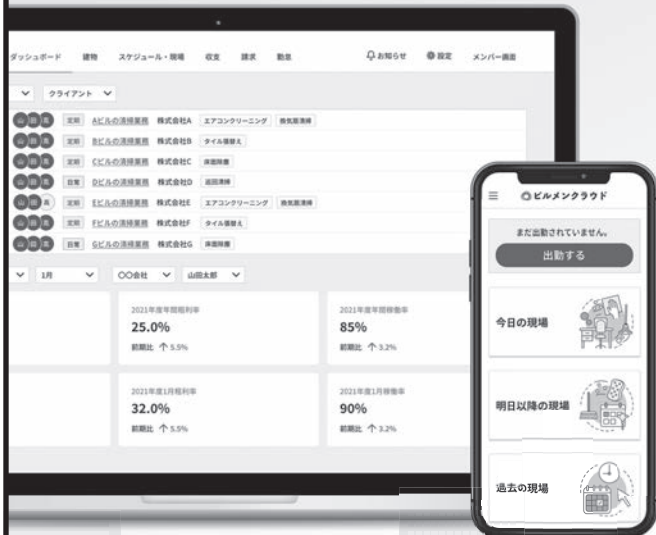 ダッシュボード 建物 スケジュール・現場 収支 請求 勤怠 お知らせ 設定 メンバー画面
クライアント
山 田 太 定期 Aビルの清掃業務 株式会社A エアコンクリーニング 換気扇清掃
定期 Bビルの清掃業務 株式会社B タイル張替え
定期 Cビルの清掃業務 株式会社C 床面除塵
日常 Dビルの清掃業務 株式会社D 巡回清掃
定期 Eビルの清掃業務 株式会社E エアコンクリーニング 換気扇清掃
定期 Fビルの清掃業務 株式会社F タイル張替え
日常 Gビルの清掃業務 株式会社G 床面除塵
1月 〇〇会社 山田太郎
2021年度年間粗利率
25.0%
前期比 ↑ 5.5%
2021年度年間稼働率
85%
前期比 ↑ 3.2%
2021年度1月粗利率
32.0%
前期比 ↑ 5.5%
2021年度1月稼働率
90%
前期比 ↑ 3.2%
ビルメンクラウド
まだ出勤されていません。
出勤する
今日の現場
明日以降の現場
過去の現場